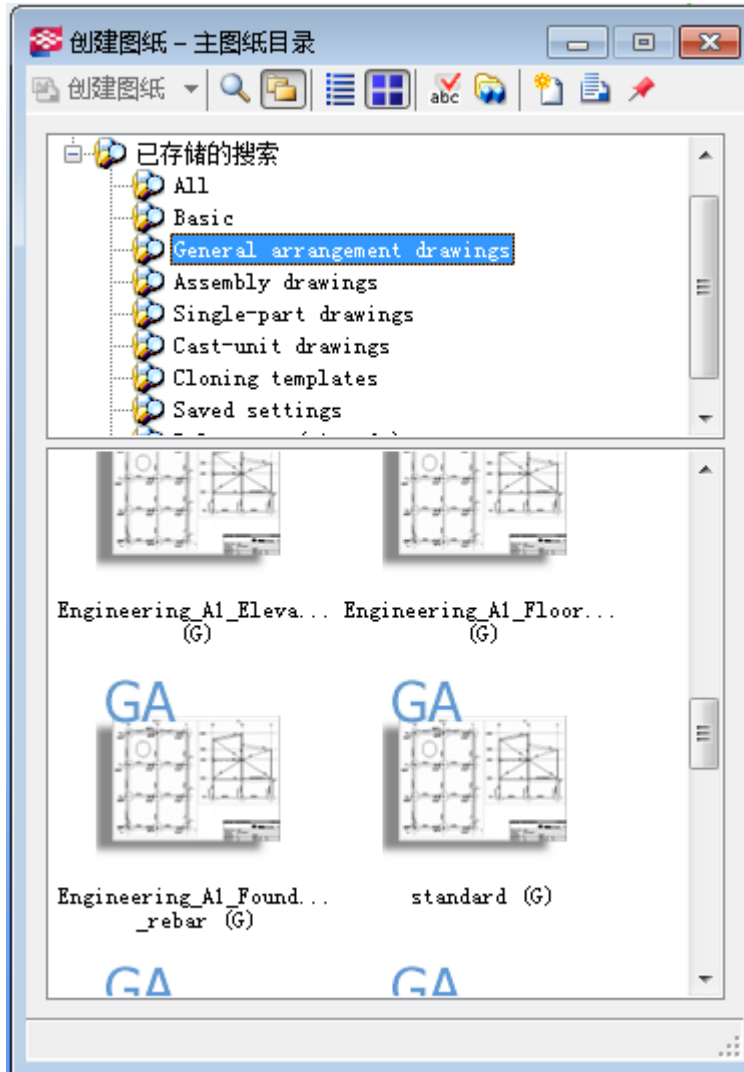 创建图纸 – 主图纸目录
创建图纸
abc
已存储的搜索
All
Basic
General arrangement drawings
Assembly drawings
Single-part drawings
Cast-unit drawings
Cloning templates
Saved settings
Engineering_A1_Eleva... Engineering_A1_Floor...
(G) (G)
GA GA
Engineering_A1_Found... standard (G)
_rebar (G)
GA GA